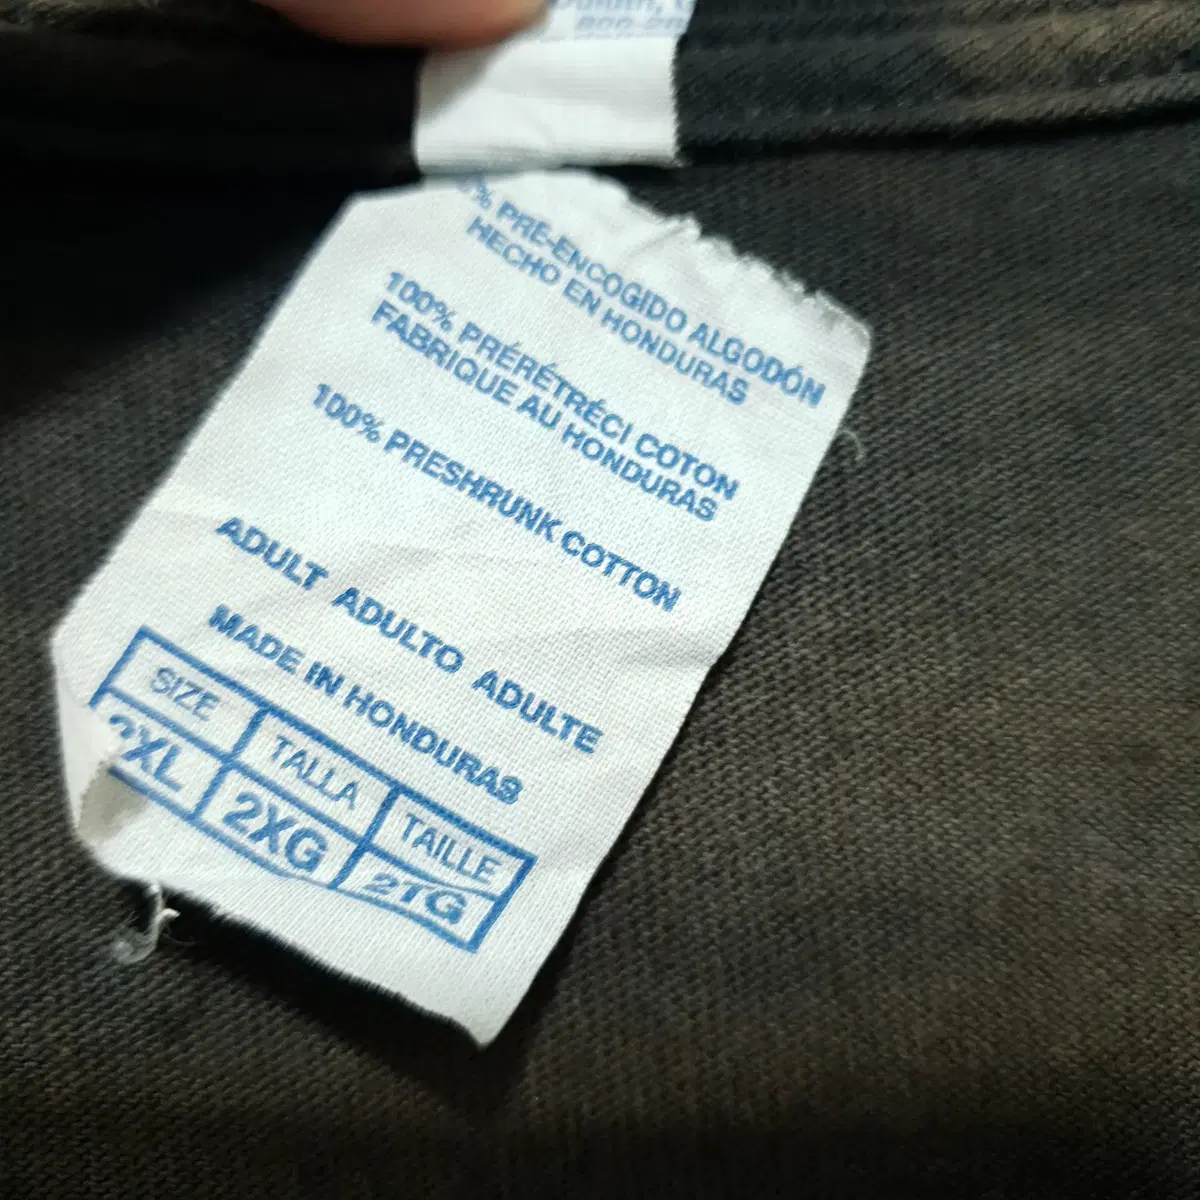 % PRE-ENCOGIDO ALGODÓN
HECHO EN HONDURAS
100% PRÉRÉTRÉCI COTON
FABRIQUE AU HONDURAS
100% PRESHRUNK COTTON
ADULT ADULTO ADULTE
MADE IN HONDURAS
SIZE TALLA TAILLE
2XL 2XG 2TG